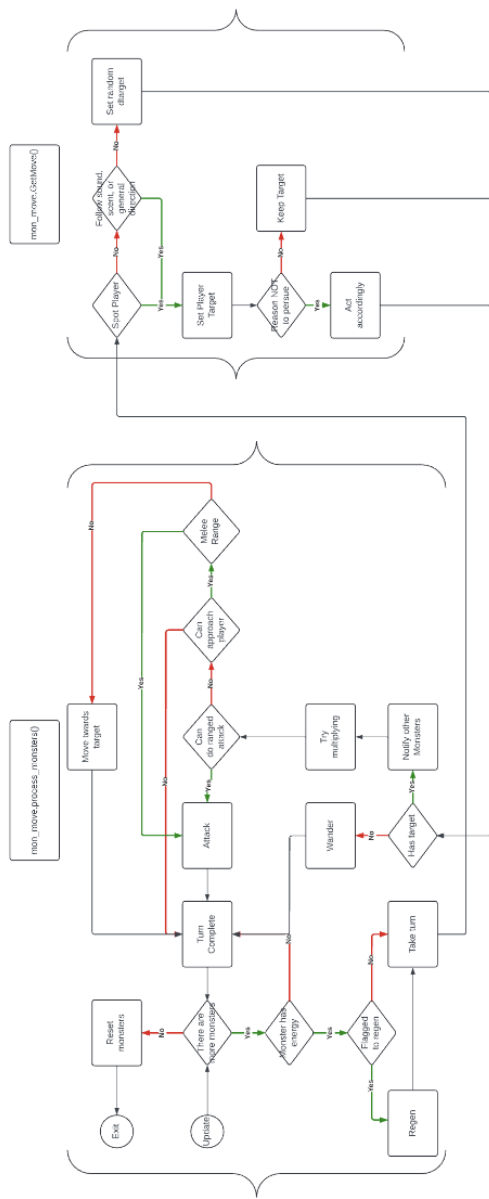 mon_move.process_monsters()
Exit
Reset
monsters
No
Update
There are
more monsters
Yes
Monster has
energy
No
Yes
Flagged
to regen
No
Yes
Regen
Take turn
Turn
Complete
Attack
Move twards
target
Yes
Can
do ranged
attack
No
Can
approach
player
Yes
Melee
Range
No
Yes
Wander
No
Has target
Yes
Notify other
Monsters
Try
multiplying
mon_move.GetMove()
Spot Player
No
Yes
Follow sound,
scent, or
general
direction
No
Yes
Set random
dtarget
Set Player
Target
Reason NOT
to persue
No
Keep Target
Yes
Act
accordingly